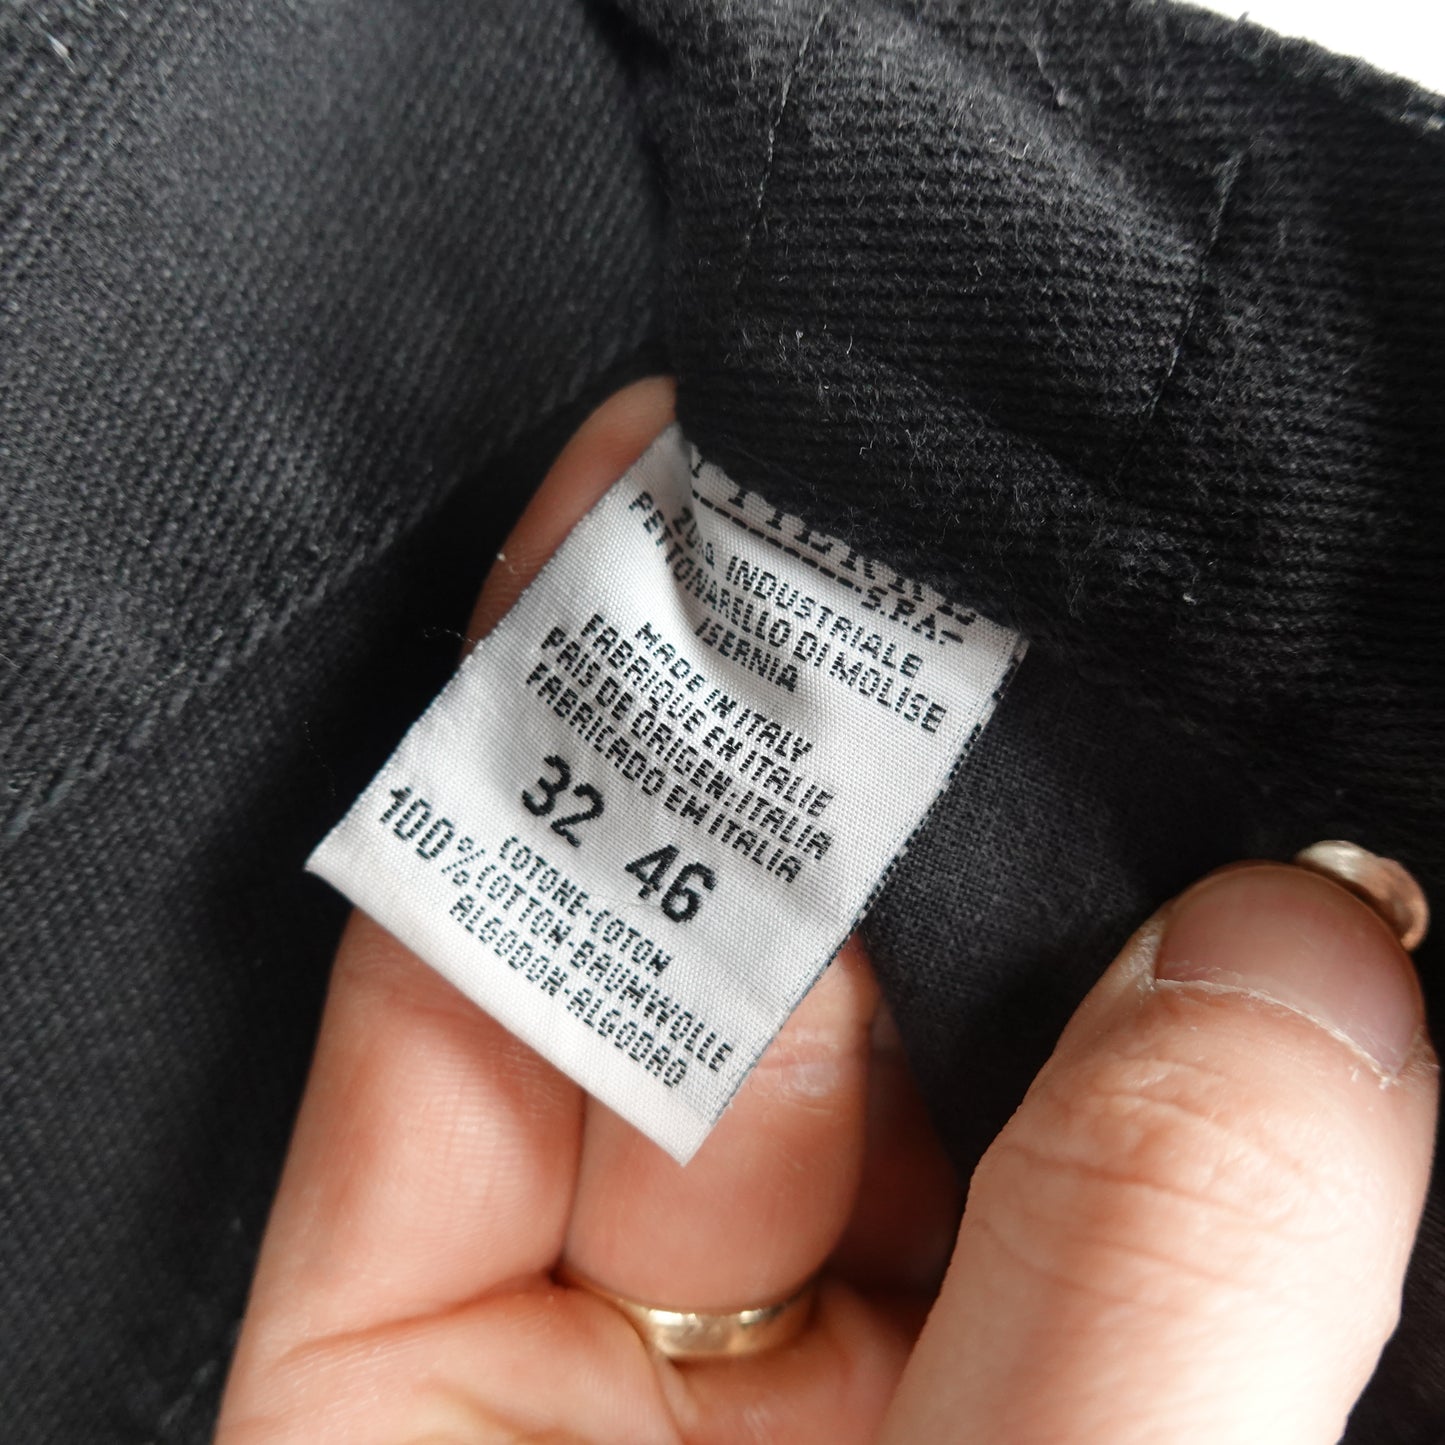 S.P.A.
ZONA INDUSTRIALE
PETTORANELLO DI MOLISE
ISERNIA
MADE IN ITALY
FABRIQUE EN ITALIE
PAIS DE ORIGEN:ITALIA
FABRICADO EM ITALIA
32 46
100% COTONE-COTON
COTTON-BAUMWOLLE
ALGODON-ALGODAO